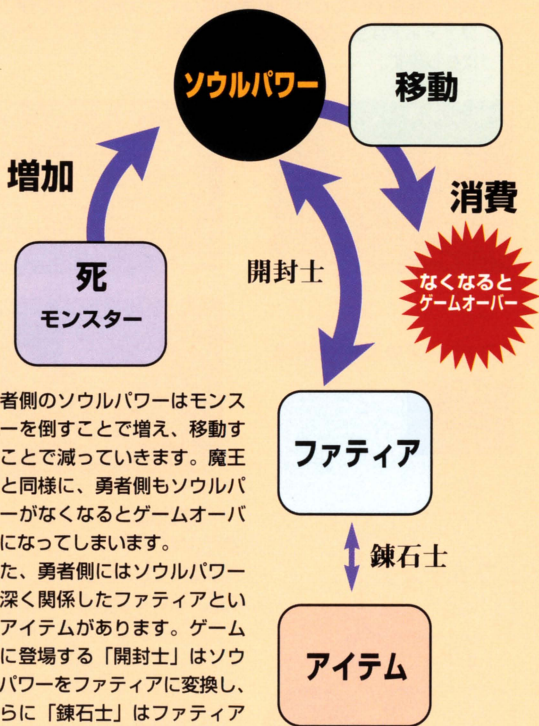 ソウルパワー
移動
増加
消費
死
モンスター
開封士
なくなると
ゲームオーバー
ファティア
錬石士
アイテム
者側のソウルパワーはモンス
ーを倒すことで増え、移動す
ことで減っていきます。魔王
と同様に、勇者側もソウルパ
ーがなくなるとゲームオーバ
になってしまいます。
た、勇者側にはソウルパワー
深く関係したファティアとい
アイテムがあります。ゲーム
に登場する「開封士」はソウ
パワーをファティアに変換し、
らに「錬石士」はファティア